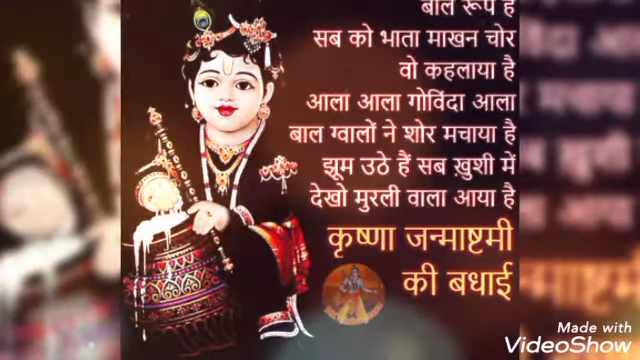 बाल रूप है
सब को भाता माखन चोर
वो कहलाया है
आला आला गोविंदा आला
बाल ग्वालों ने शोर मचाया है
झूम उठे हैं सब ख़ुशी में
देखो मुरली वाला आया है
कृष्णा जन्माष्टमी
की बधाई
Made with
VideoShow